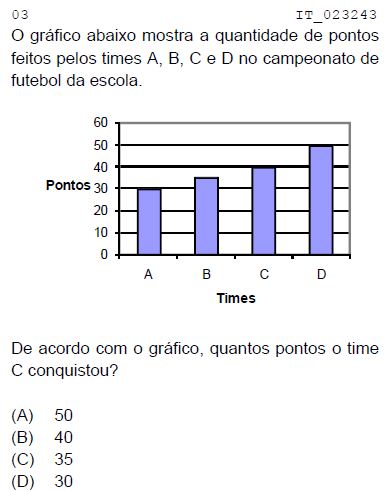 03 IT_023243
O gráfico abaixo mostra a quantidade de pontos
feitos pelos times A, B, C e D no campeonato de
futebol da escola.
60
50
40
Pontos 30
20
10
0
A B C D
Times
De acordo com o gráfico, quantos pontos o time
C conquistou?
(A) 50
(B) 40
(C) 35
(D) 30